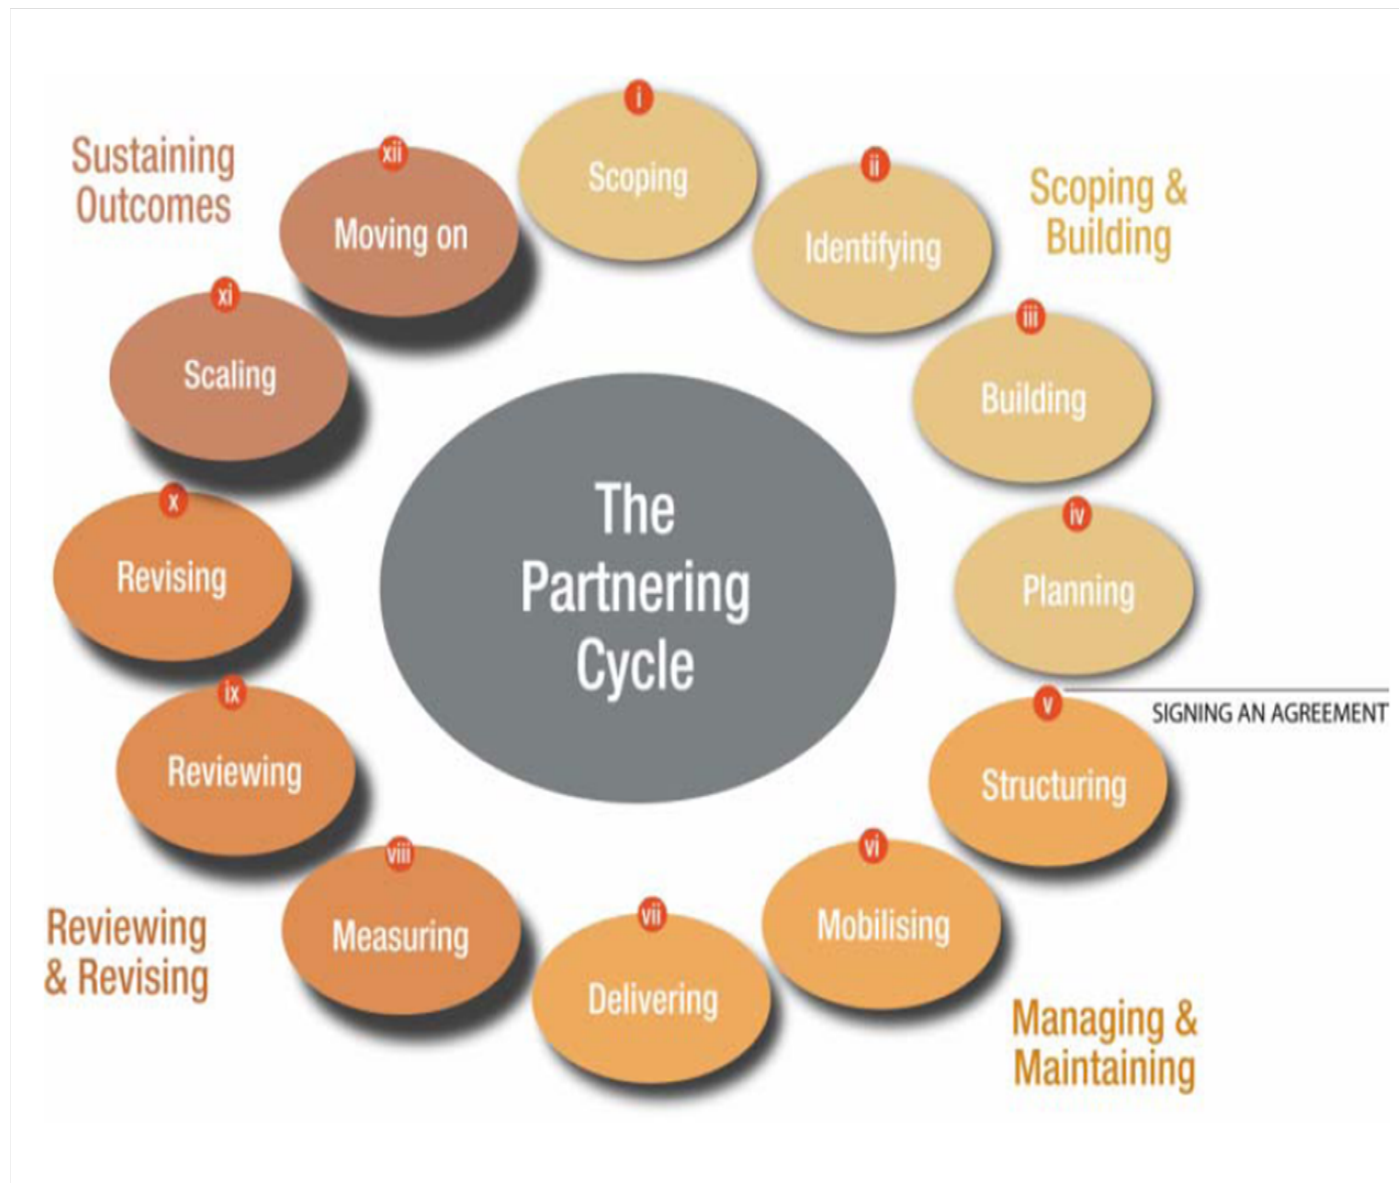 i
Scoping
ii
Identifying
Scoping &
Building
iii
Building
iv
Planning
SIGNING AN AGREEMENT
v
Structuring
vi
Mobilising
Managing &
Maintaining
vii
Delivering
viii
Measuring
Reviewing
& Revising
ix
Reviewing
x
Revising
xi
Scaling
xii
Moving on
Sustaining
Outcomes
The
Partnering
Cycle